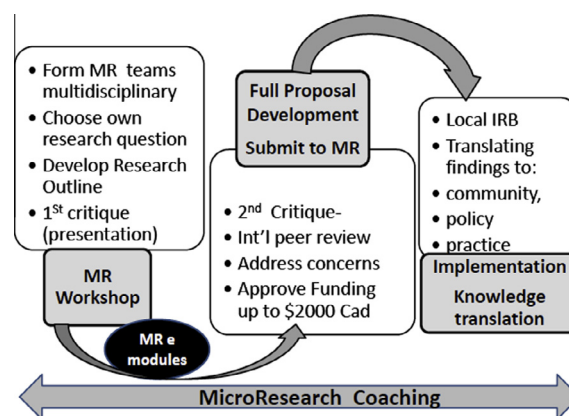 • Form MR teams
multidisciplinary
• Choose own
research question
• Develop Research
Outline
• 1st critique
(presentation)
MR
Workshop
MR e
modules
Full Proposal
Development
Submit to MR
• 2nd Critique-
• Int'l peer review
• Address concerns
• Approve Funding
up to $2000 Cad
• Local IRB
• Translating
findings to:
• community,
• policy
• practice
Implementation
Knowledge
translation
MicroResearch Coaching